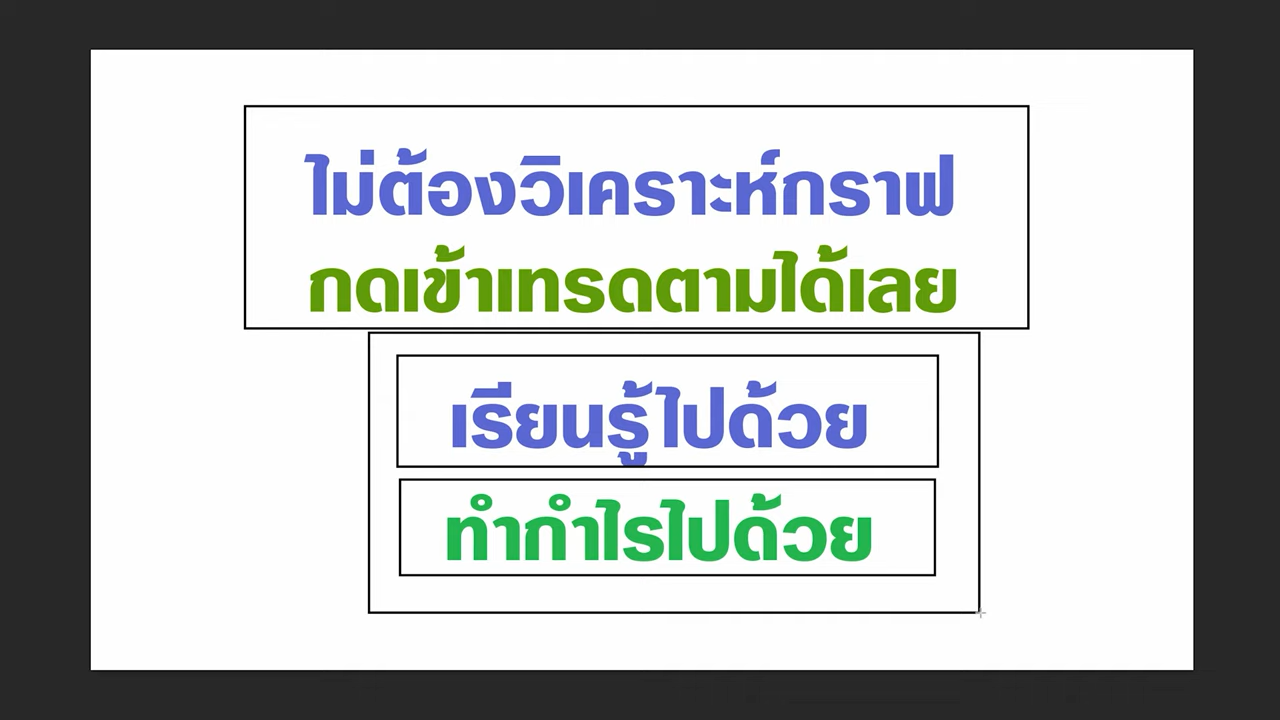 ไม่ต้องวิเคราะห์กราฟ
กดเข้าเทรดตามได้เลย
เรียนรู้ไปด้วย
ทำกำไรไปด้วย